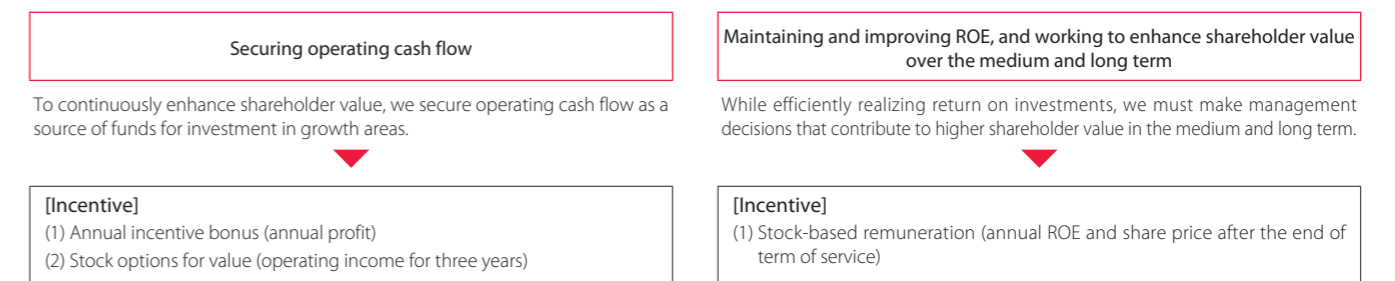 Securing operating cash flow
To continuously enhance shareholder value, we secure operating cash flow as a
source of funds for investment in growth areas.
[Incentive]
(1) Annual incentive bonus (annual profit)
(2) Stock options for value (operating income for three years)
Maintaining and improving ROE, and working to enhance shareholder value
over the medium and long term
While efficiently realizing return on investments, we must make management
decisions that contribute to higher shareholder value in the medium and long term.
[Incentive]
(1) Stock-based remuneration (annual ROE and share price after the end of
term of service)